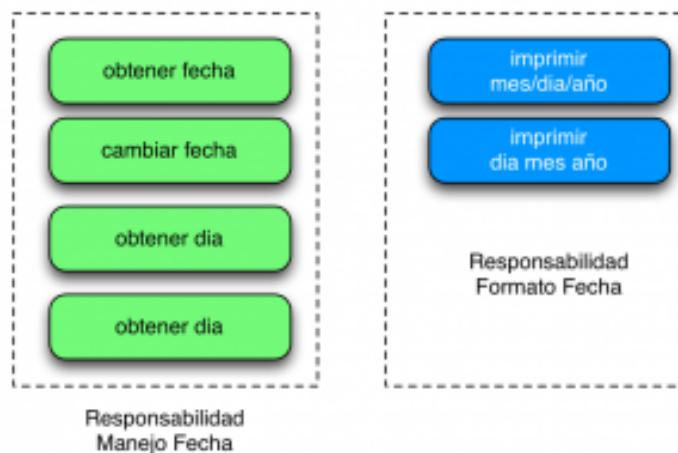 obtener fecha
cambiar fecha
obtener dia
obtener dia
Responsabilidad
Manejo Fecha
imprimir
mes/dia/año
imprimir
dia mes año
Responsabilidad
Formato Fecha